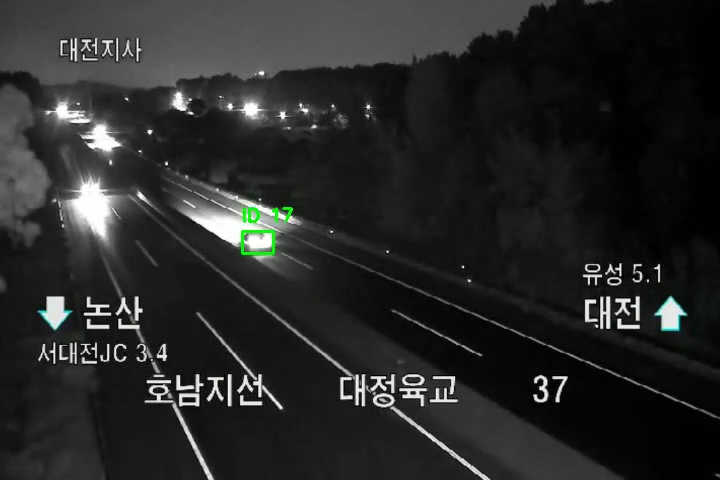 대전지사
ID 17
유성 5.1
논산
대전
서대전JC 3.4
호남지선 대정육교 37